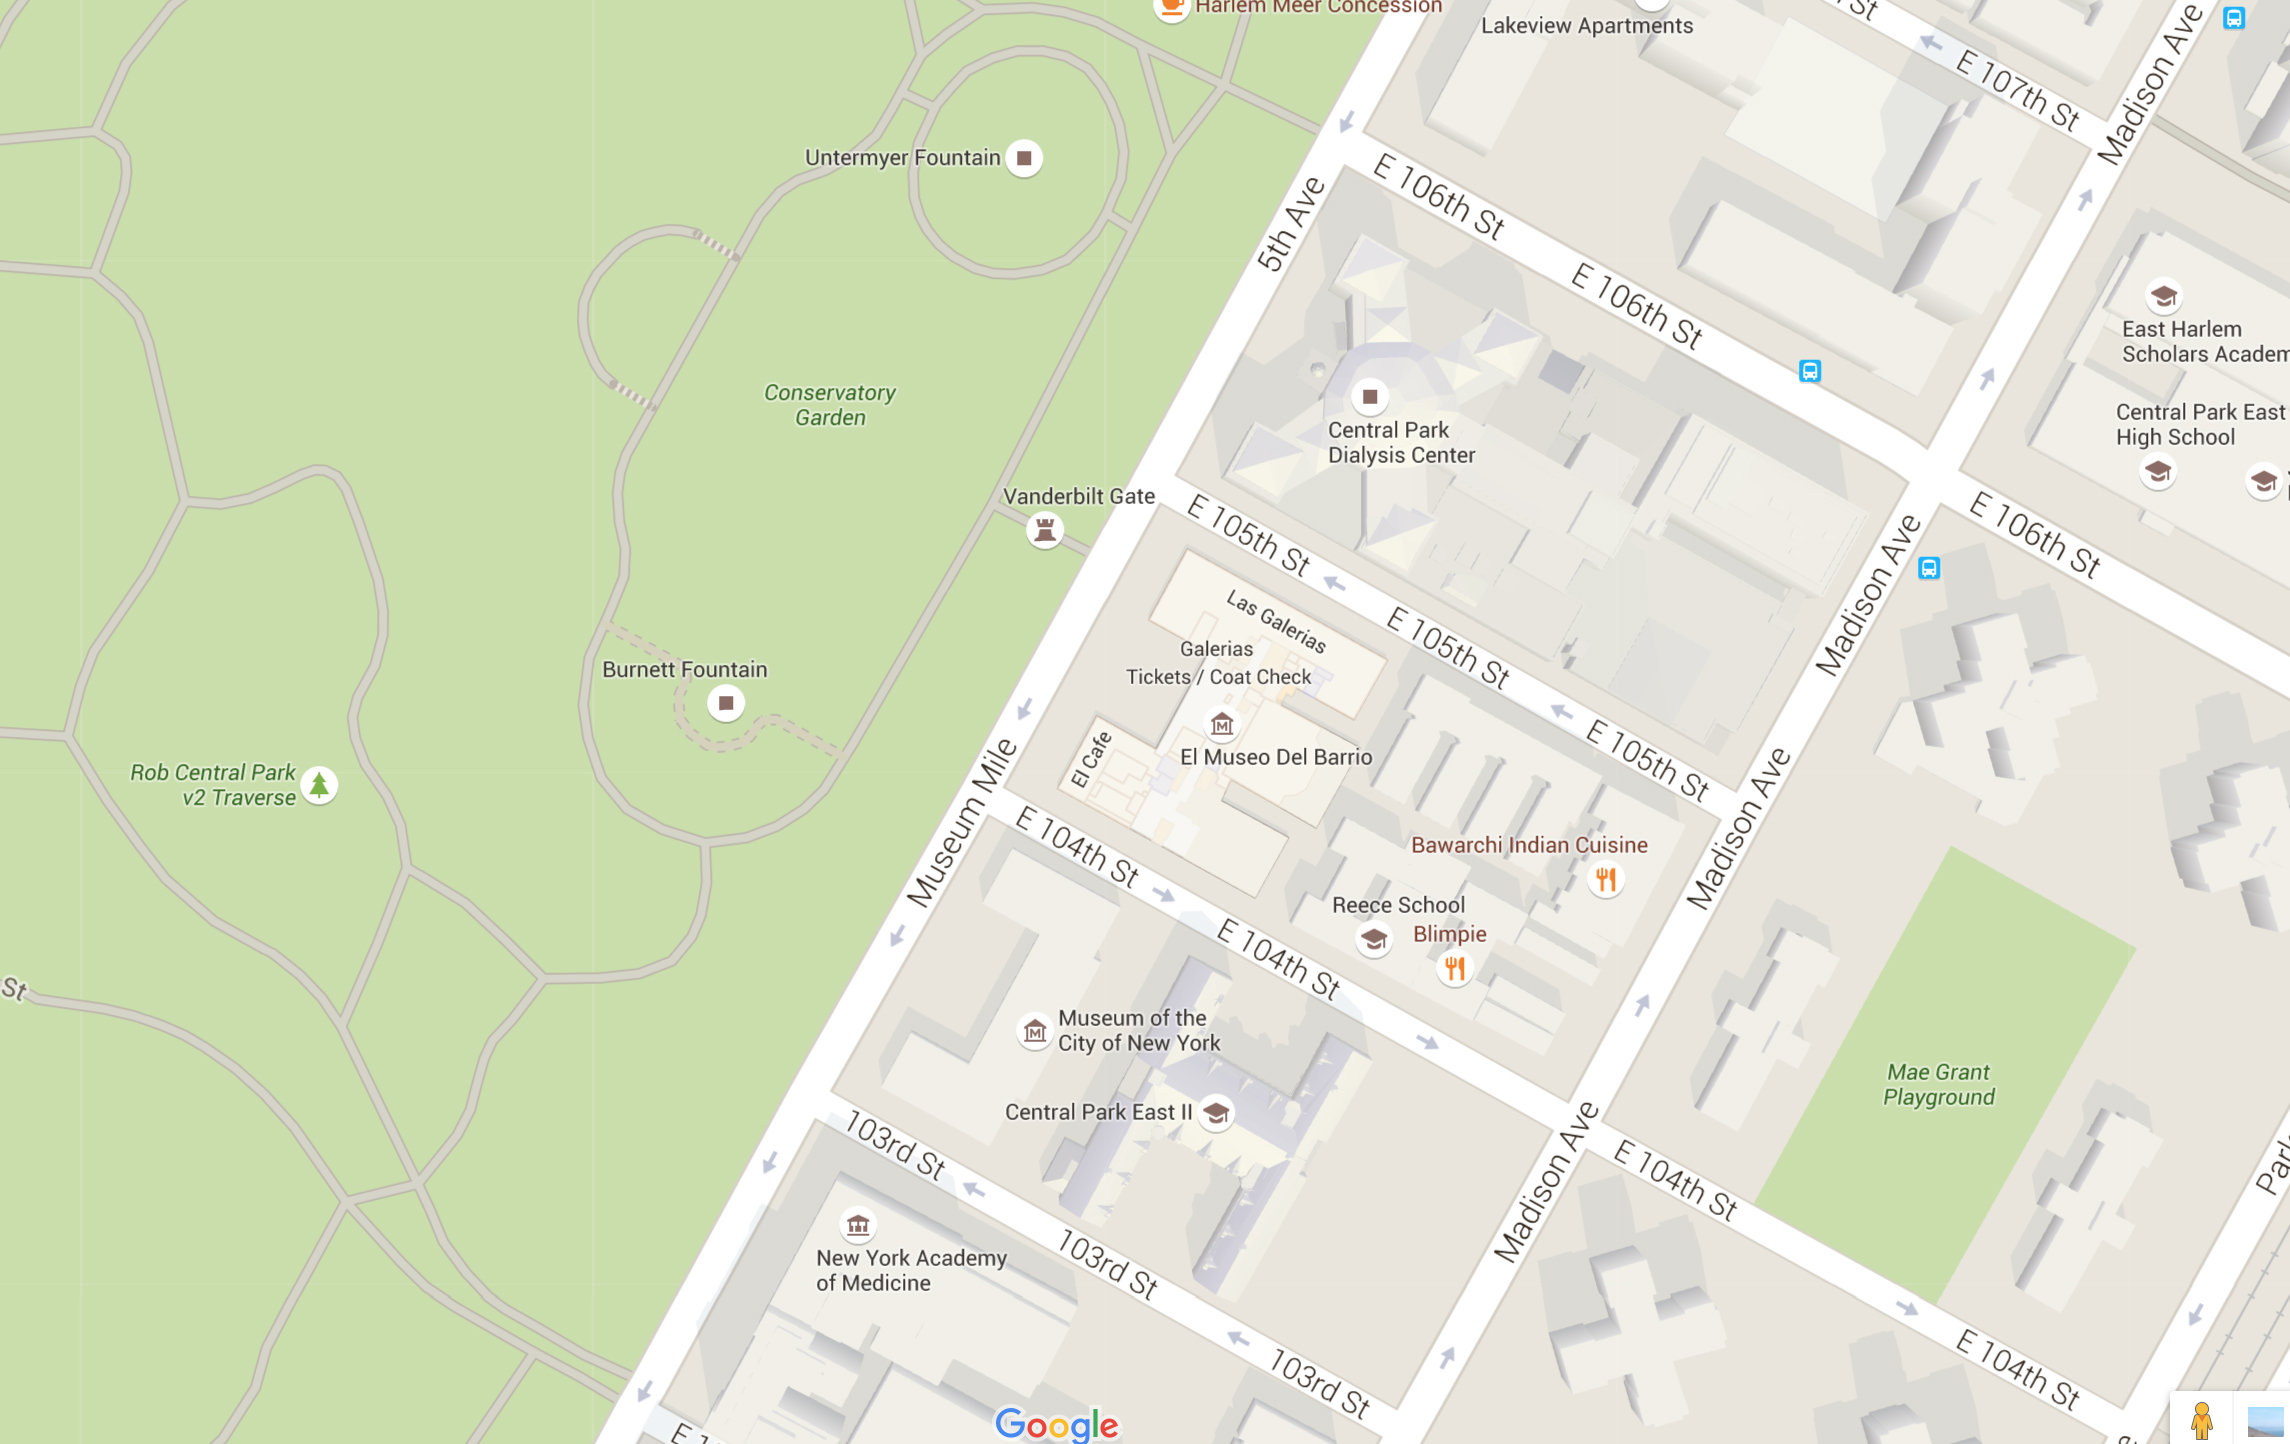 Harlem Meer Concession
Lakeview Apartments
St
E 107th St
Madison Ave
Untermyer Fountain
5th Ave
E 106th St
E 106th St
East Harlem
Scholars Academ
Conservatory
Garden
Central Park
Dialysis Center
Central Park East
High School
Vanderbilt Gate
E 105th St
Madison Ave
E 106th St
Las Galerias
Galerias
Tickets / Coat Check
E 105th St
Burnett Fountain
El Museo Del Barrio
El Cafe
E 105th St
Madison Ave
Rob Central Park
v2 Traverse
Museum Mile
E 104th St
Bawarchi Indian Cuisine
Reece School
Blimpie
E 104th St
St
Museum of the
City of New York
Mae Grant
Playground
Central Park East II
103rd St
Madison Ave
E 104th St
Park
New York Academy
of Medicine
103rd St
103rd St
E 104th St
Google
E 1